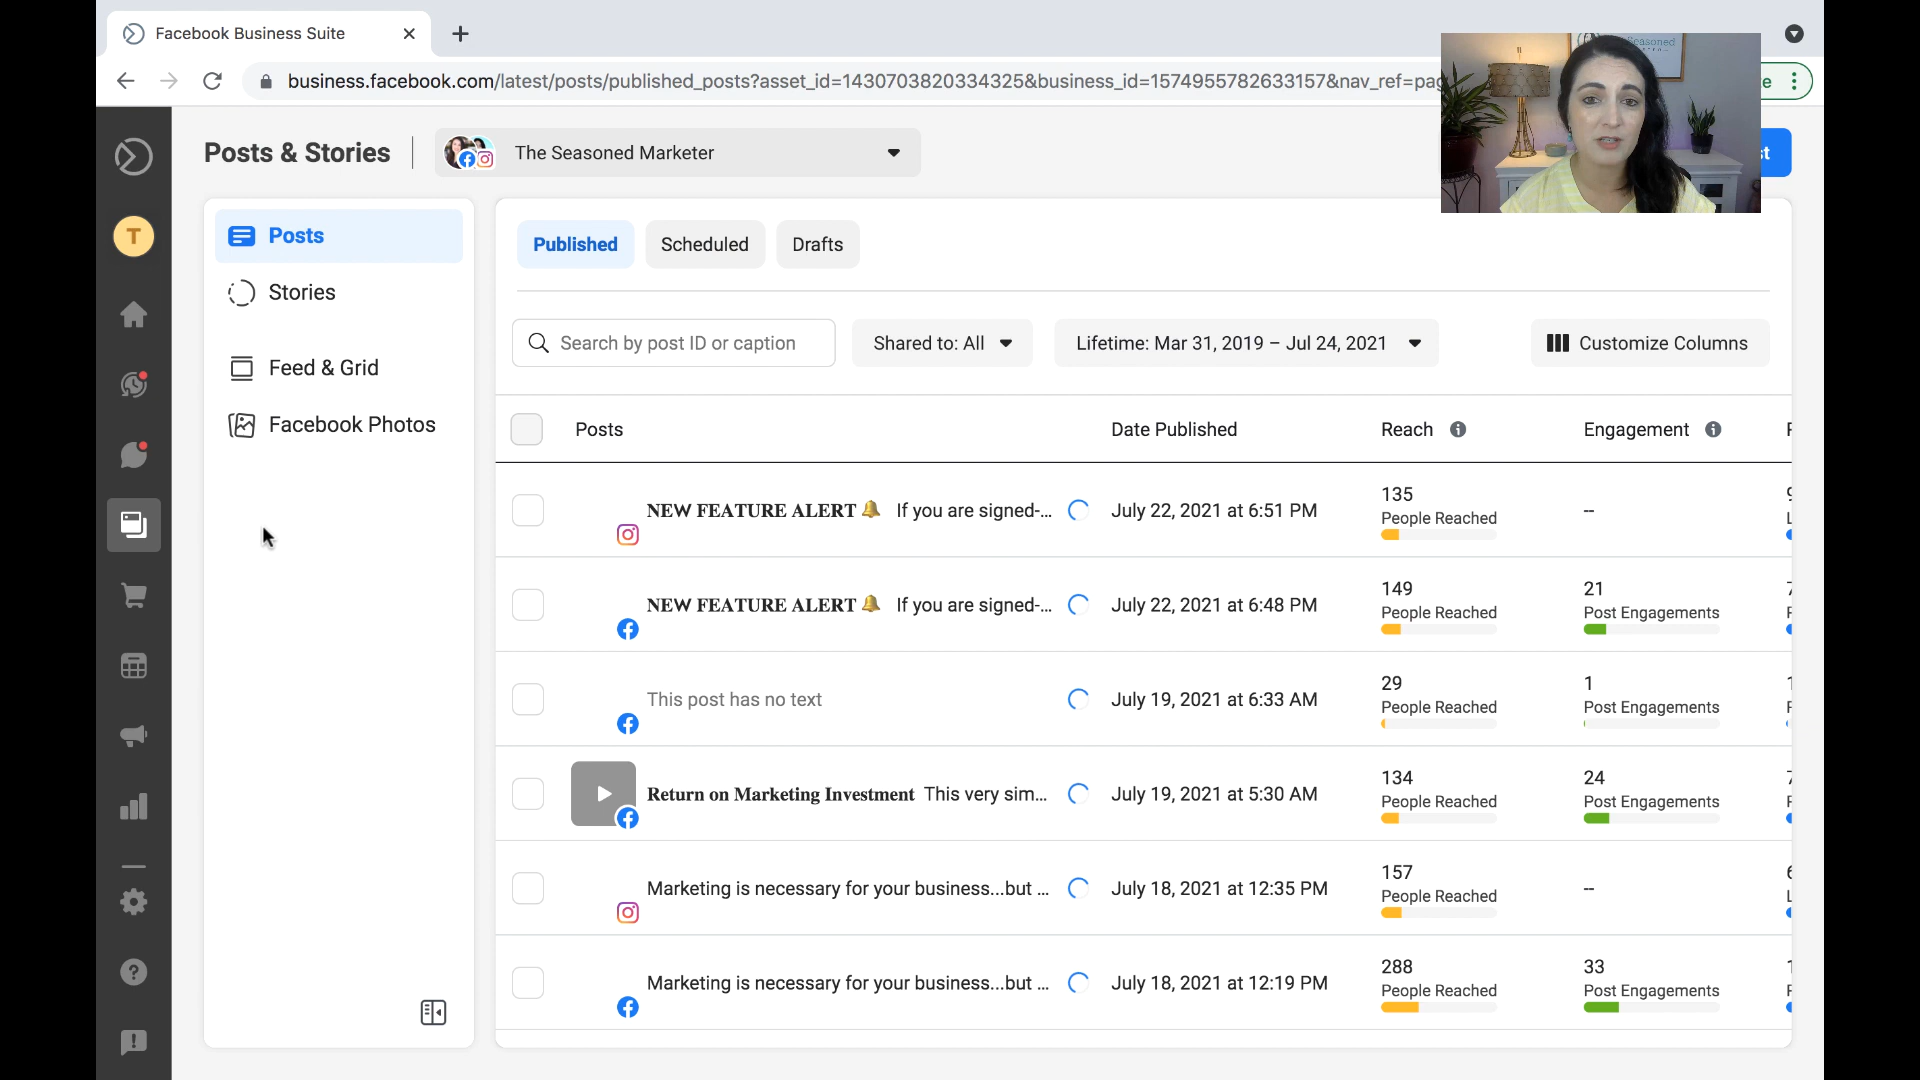 Facebook Business Suite
business.facebook.com/latest/posts/published_posts?asset_id=1430703820334325&business_id=1574955782633157&nav_ref=pag
Seasoned
e
Posts & Stories
The Seasoned Marketer
st
T
Posts
Stories
Feed & Grid
Facebook Photos
Published
Scheduled
Drafts
Search by post ID or caption
Shared to: All
Lifetime: Mar 31, 2019 – Jul 24, 2021
Customize Columns
Posts
Date Published
Reach
Engagement
NEW FEATURE ALERT🔔 If you are signed-...
July 22, 2021 at 6:51 PM
135
People Reached
--
NEW FEATURE ALERT🔔 If you are signed-...
July 22, 2021 at 6:48 PM
149
People Reached
21
Post Engagements
This post has no text
July 19, 2021 at 6:33 AM
29
People Reached
1
Post Engagements
Return on Marketing Investment This very sim...
July 19, 2021 at 5:30 AM
134
People Reached
24
Post Engagements
Marketing is necessary for your business...but ...
July 18, 2021 at 12:35 PM
157
People Reached
--
Marketing is necessary for your business...but ...
July 18, 2021 at 12:19 PM
288
People Reached
33
Post Engagements